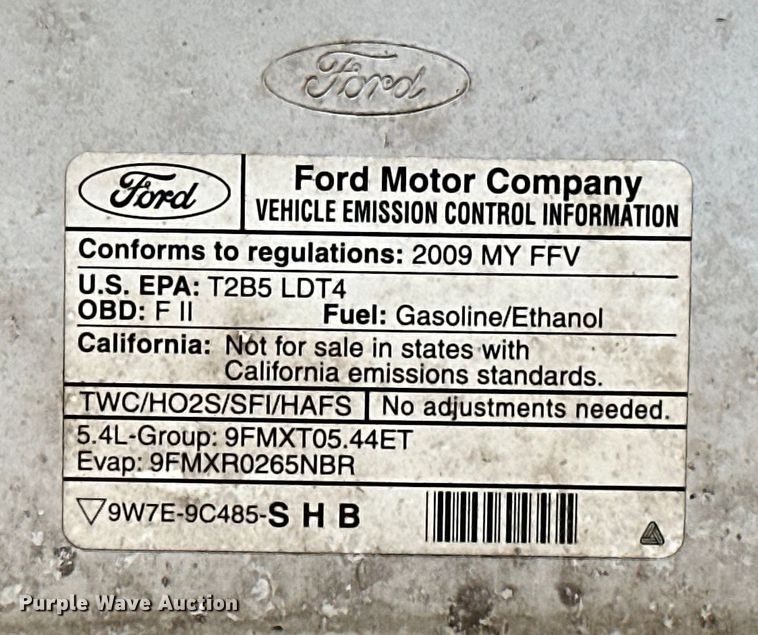 Ford
Ford
Ford Motor Company
VEHICLE EMISSION CONTROL INFORMATION
Conforms to regulations: 2009 MY FFV
U.S. EPA: T2B5 LDT4
OBD: F II Fuel: Gasoline/Ethanol
California: Not for sale in states with
California emissions standards.
TWC/HO2S/SFI/HAFS No adjustments needed.
5.4L-Group: 9FMXT05.44ET
Evap: 9FMXR0265NBR
9W7E-9C485-S H B
Purple Wave Auction